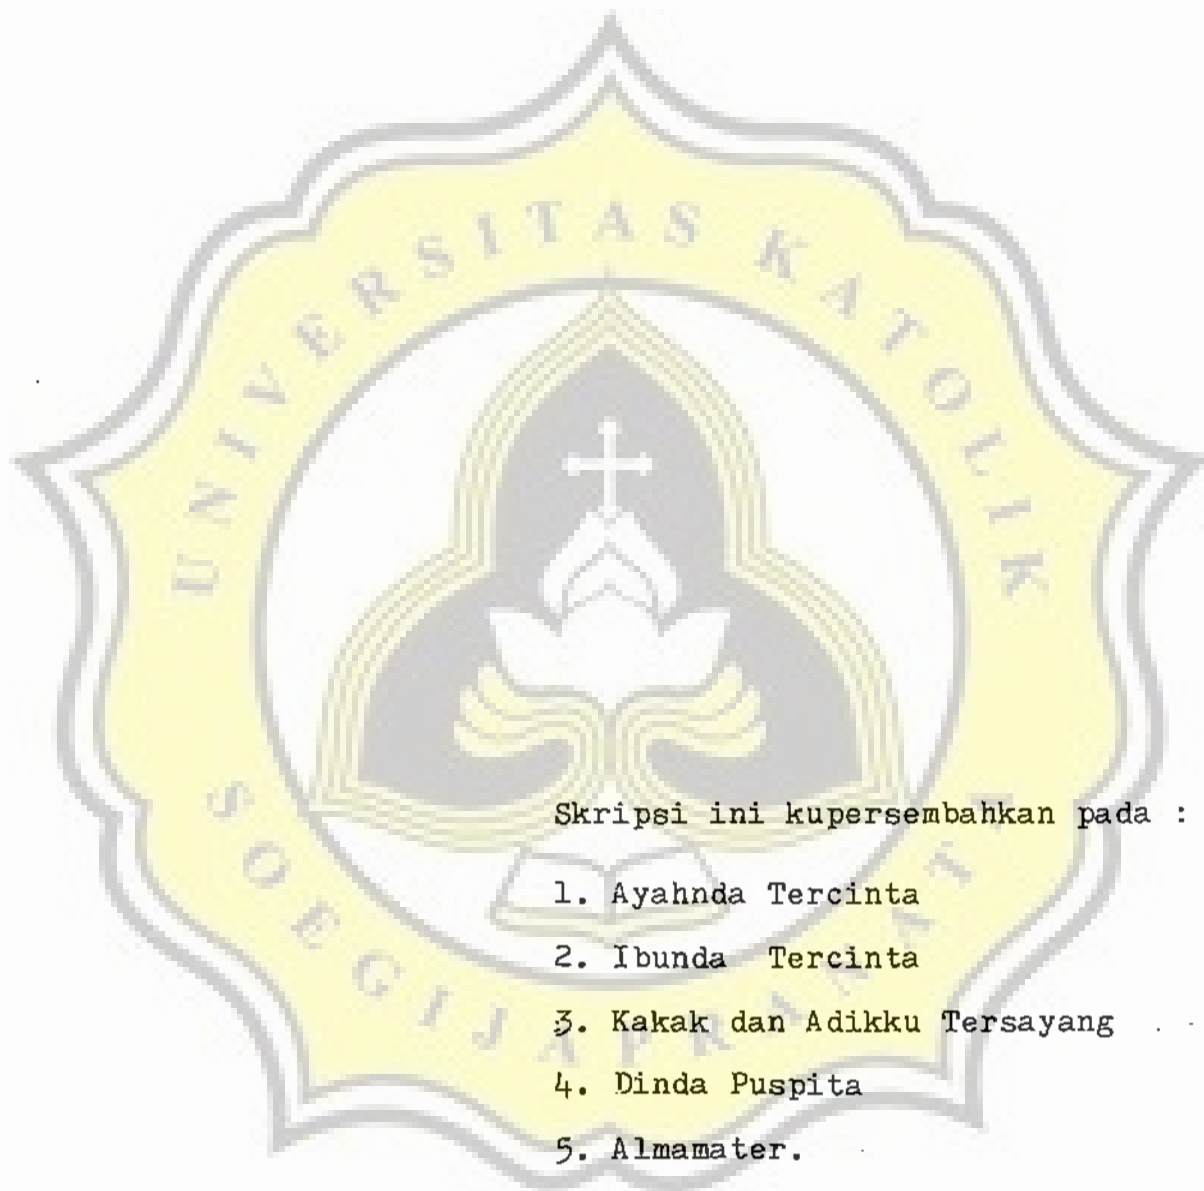 UNIVERSITAS KATOLIK
SOEGIJAPRANATA
Skripsi ini kupersembahkan pada :
1. Ayahnda Tercinta
2. Ibunda Tercinta
3. Kakak dan Adikku Tersayang
4. Dinda Puspita
5. Almamater.